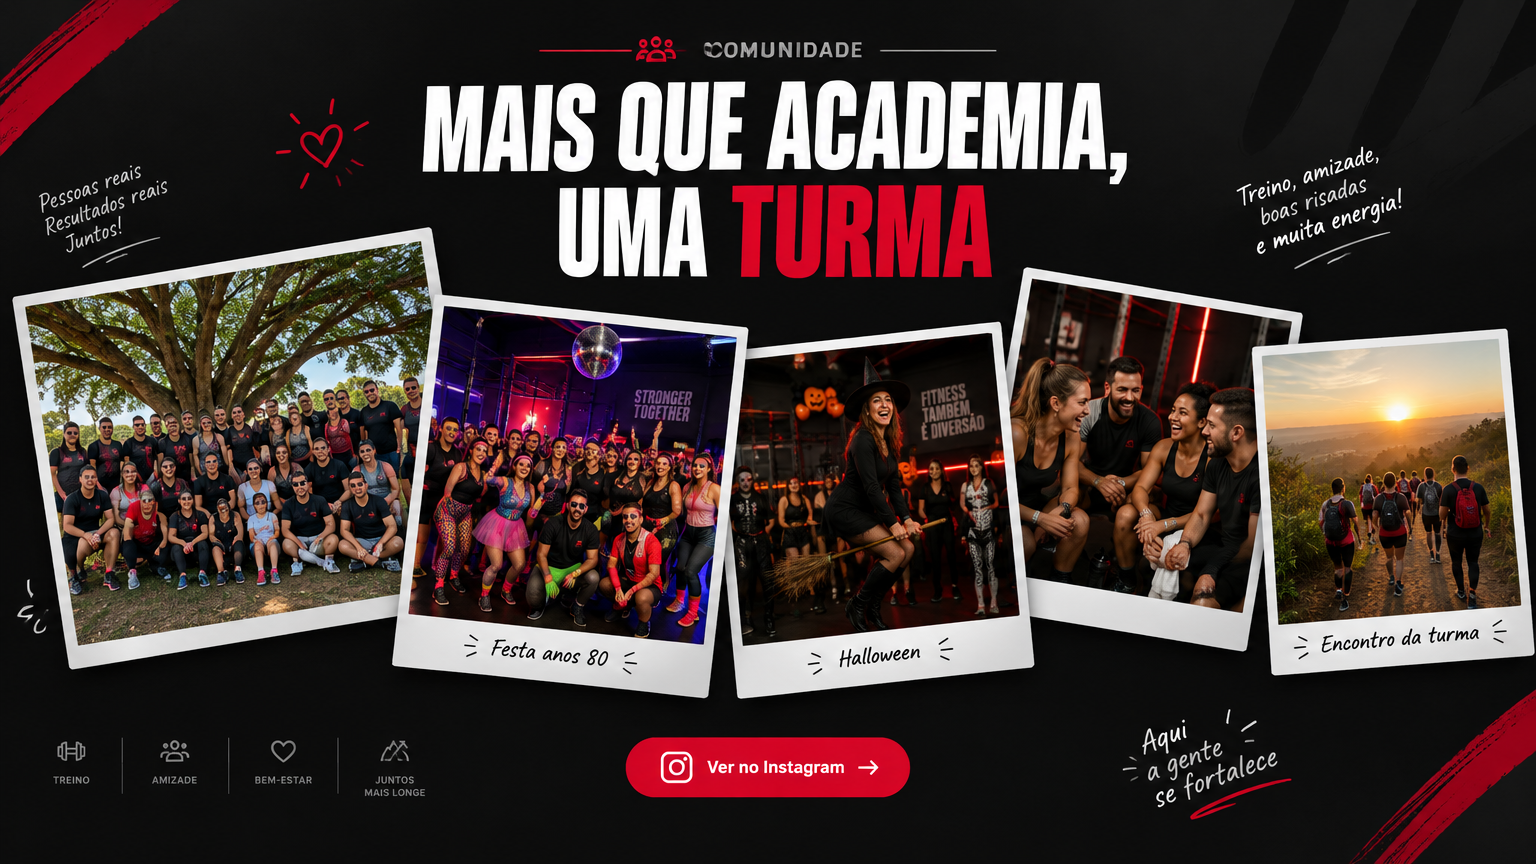 COMUNIDADE
MAIS QUE ACADEMIA,
UMA TURMA
Pessoas reais
Resultados reais
Juntos!
Treino, amizade,
boas risadas
e muita energia!
STRONGER
TOGETHER
FITNESS
TAMBÉM
É DIVERSÃO
Festa anos 80
Halloween
Encontro da turma
TREINO
AMIZADE
BEM-ESTAR
JUNTOS
MAIS LONGE
Ver no Instagram
Aqui
a gente
se fortalece